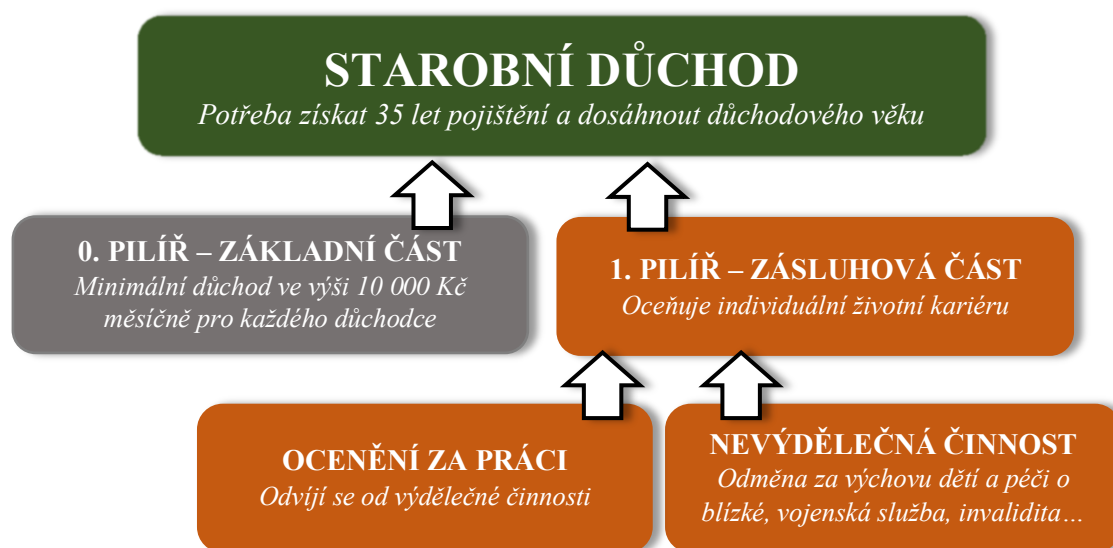 STAROBNÍ DŮCHOD
Potřeba získat 35 let pojištění a dosáhnout důchodového věku
0. PILÍŘ – ZÁKLADNÍ ČÁST
Minimální důchod ve výši 10 000 Kč
měsíčně pro každého důchodce
1. PILÍŘ – ZÁSLUHOVÁ ČÁST
Oceňuje individuální životní kariéru
OCENĚNÍ ZA PRÁCI
Odvíjí se od výdělečné činnosti
NEVÝDĚLEČNÁ ČINNOST
Odměna za výchovu dětí a péči o
blízké, vojenská služba, invalidita…